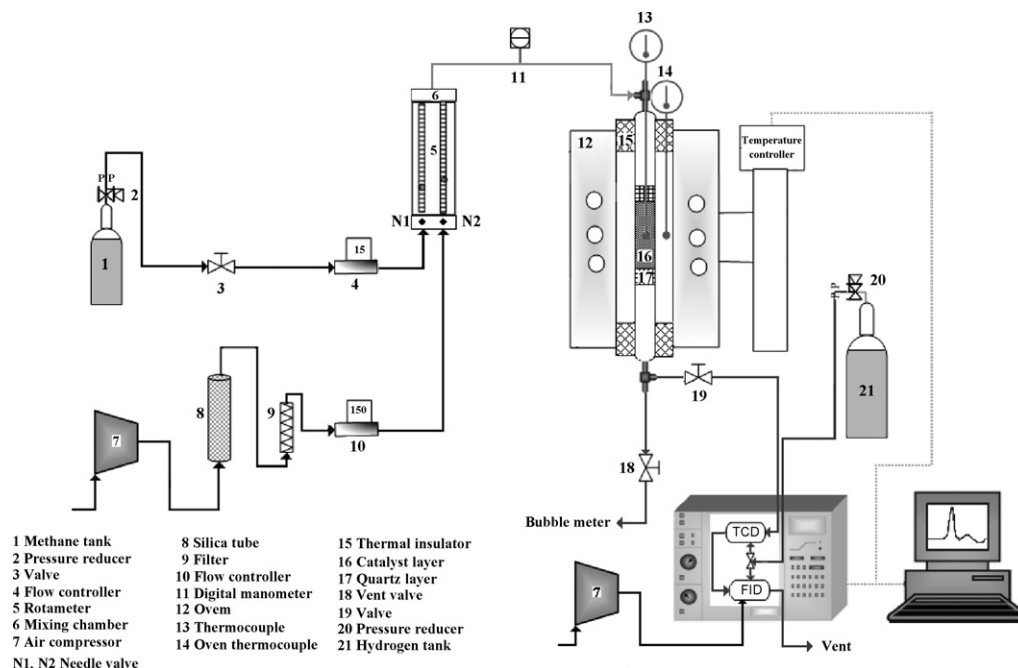 13
14
6
11
12
15
Temperature
controller
5
P P
2
N1
N2
1
15
3
4
16
17
20
P P
21
19
8
9
150
10
7
18
Bubble meter
TCD
FID
7
Vent
1 Methane tank
2 Pressure reducer
3 Valve
4 Flow controller
5 Rotameter
6 Mixing chamber
7 Air compressor
N1, N2 Needle valve
8 Silica tube
9 Filter
10 Flow controller
11 Digital manometer
12 Ovem
13 Thermocouple
14 Oven thermocouple
15 Thermal insulator
16 Catalyst layer
17 Quartz layer
18 Vent valve
19 Valve
20 Pressure reducer
21 Hydrogen tank